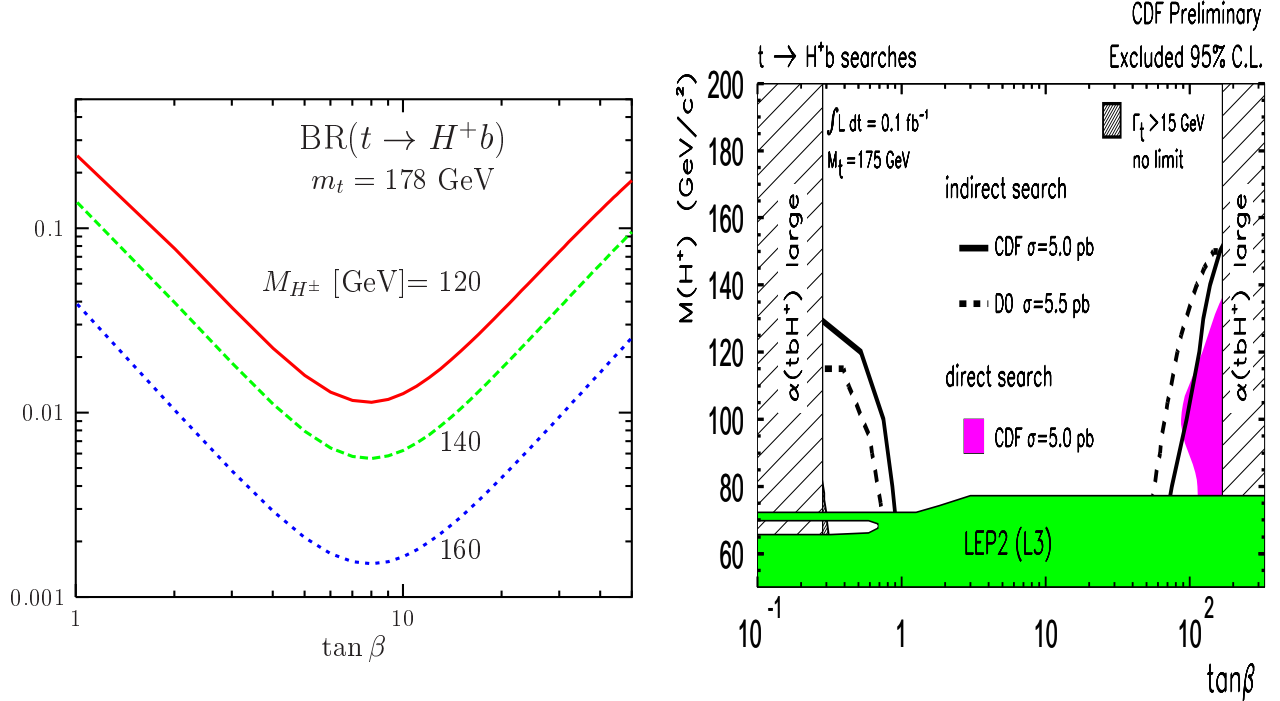 BR(t → H⁺b)
m_t = 178 GeV
M_H± [GeV]= 120
140
160
0.1
0.01
0.001
1
10
tan β
CDF Preliminary
t → H⁺b searches
Excluded 95% C.L.
M(H⁺) (GeV/c²)
200
180
160
140
120
100
80
60
∫L dt = 0.1 fb⁻¹
M_t = 175 GeV
Γ_t >15 GeV
no limit
indirect search
CDF σ=5.0 pb
D0 σ=5.5 pb
direct search
CDF σ=5.0 pb
α(tbH⁺) large
α(tbH⁺) large
LEP2 (L3)
10⁻¹
1
10
10²
tanβ